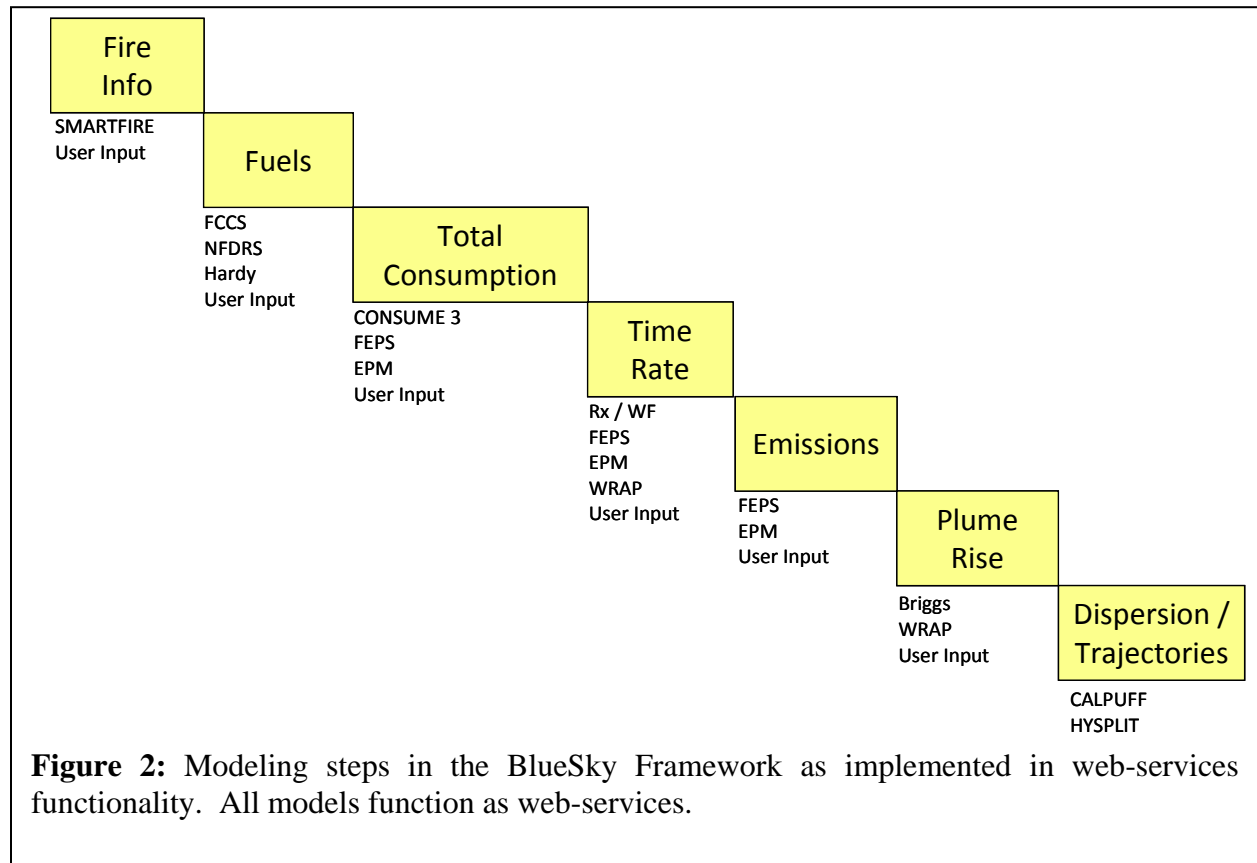 Fire
Info
SMARTFIRE
User Input
Fuels
FCCS
NFDRS
Hardy
User Input
Total
Consumption
CONSUME 3
FEPS
EPM
User Input
Time
Rate
Rx / WF
FEPS
EPM
WRAP
User Input
Emissions
FEPS
EPM
User Input
Plume
Rise
Briggs
WRAP
User Input
Dispersion /
Trajectories
CALPUFF
HYSPLIT
Figure 2: Modeling steps in the BlueSky Framework as implemented in web-services
functionality. All models function as web-services.